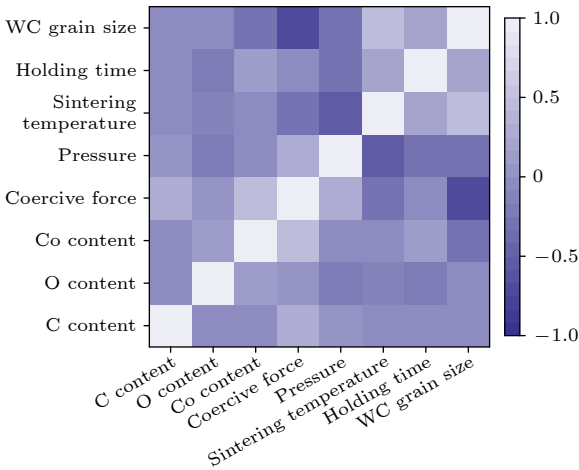 WC grain size
Holding time
Sintering
temperature
Pressure
Coercive force
Co content
O content
C content
C content
O content
Co content
Coercive force
Pressure
Sintering temperature
Holding time
WC grain size
1.0
0.5
0
−0.5
−1.0